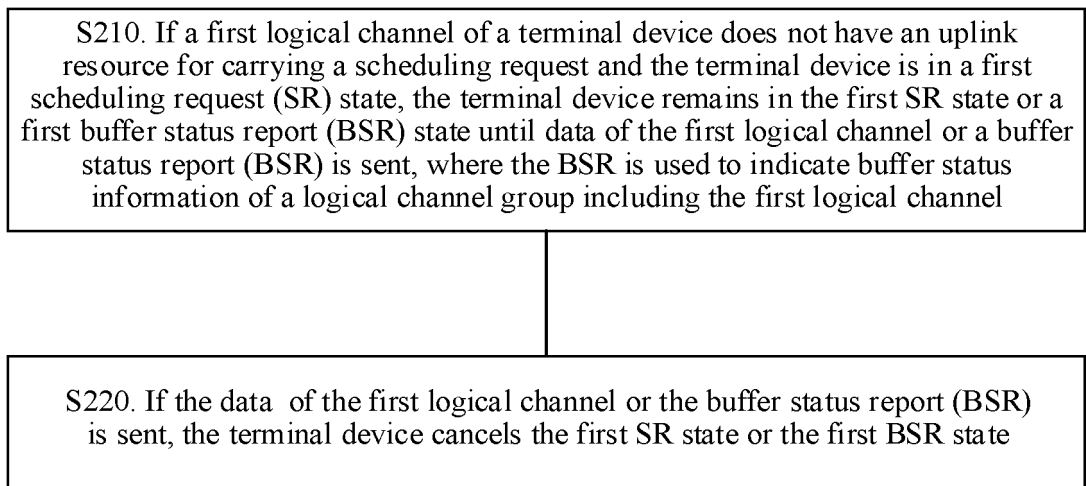 S210. If a first logical channel of a terminal device does not have an uplink
resource for carrying a scheduling request and the terminal device is in a first
scheduling request (SR) state, the terminal device remains in the first SR state or a
first buffer status report (BSR) state until data of the first logical channel or a buffer
status report (BSR) is sent, where the BSR is used to indicate buffer status
information of a logical channel group including the first logical channel
S220. If the data of the first logical channel or the buffer status report (BSR)
is sent, the terminal device cancels the first SR state or the first BSR state